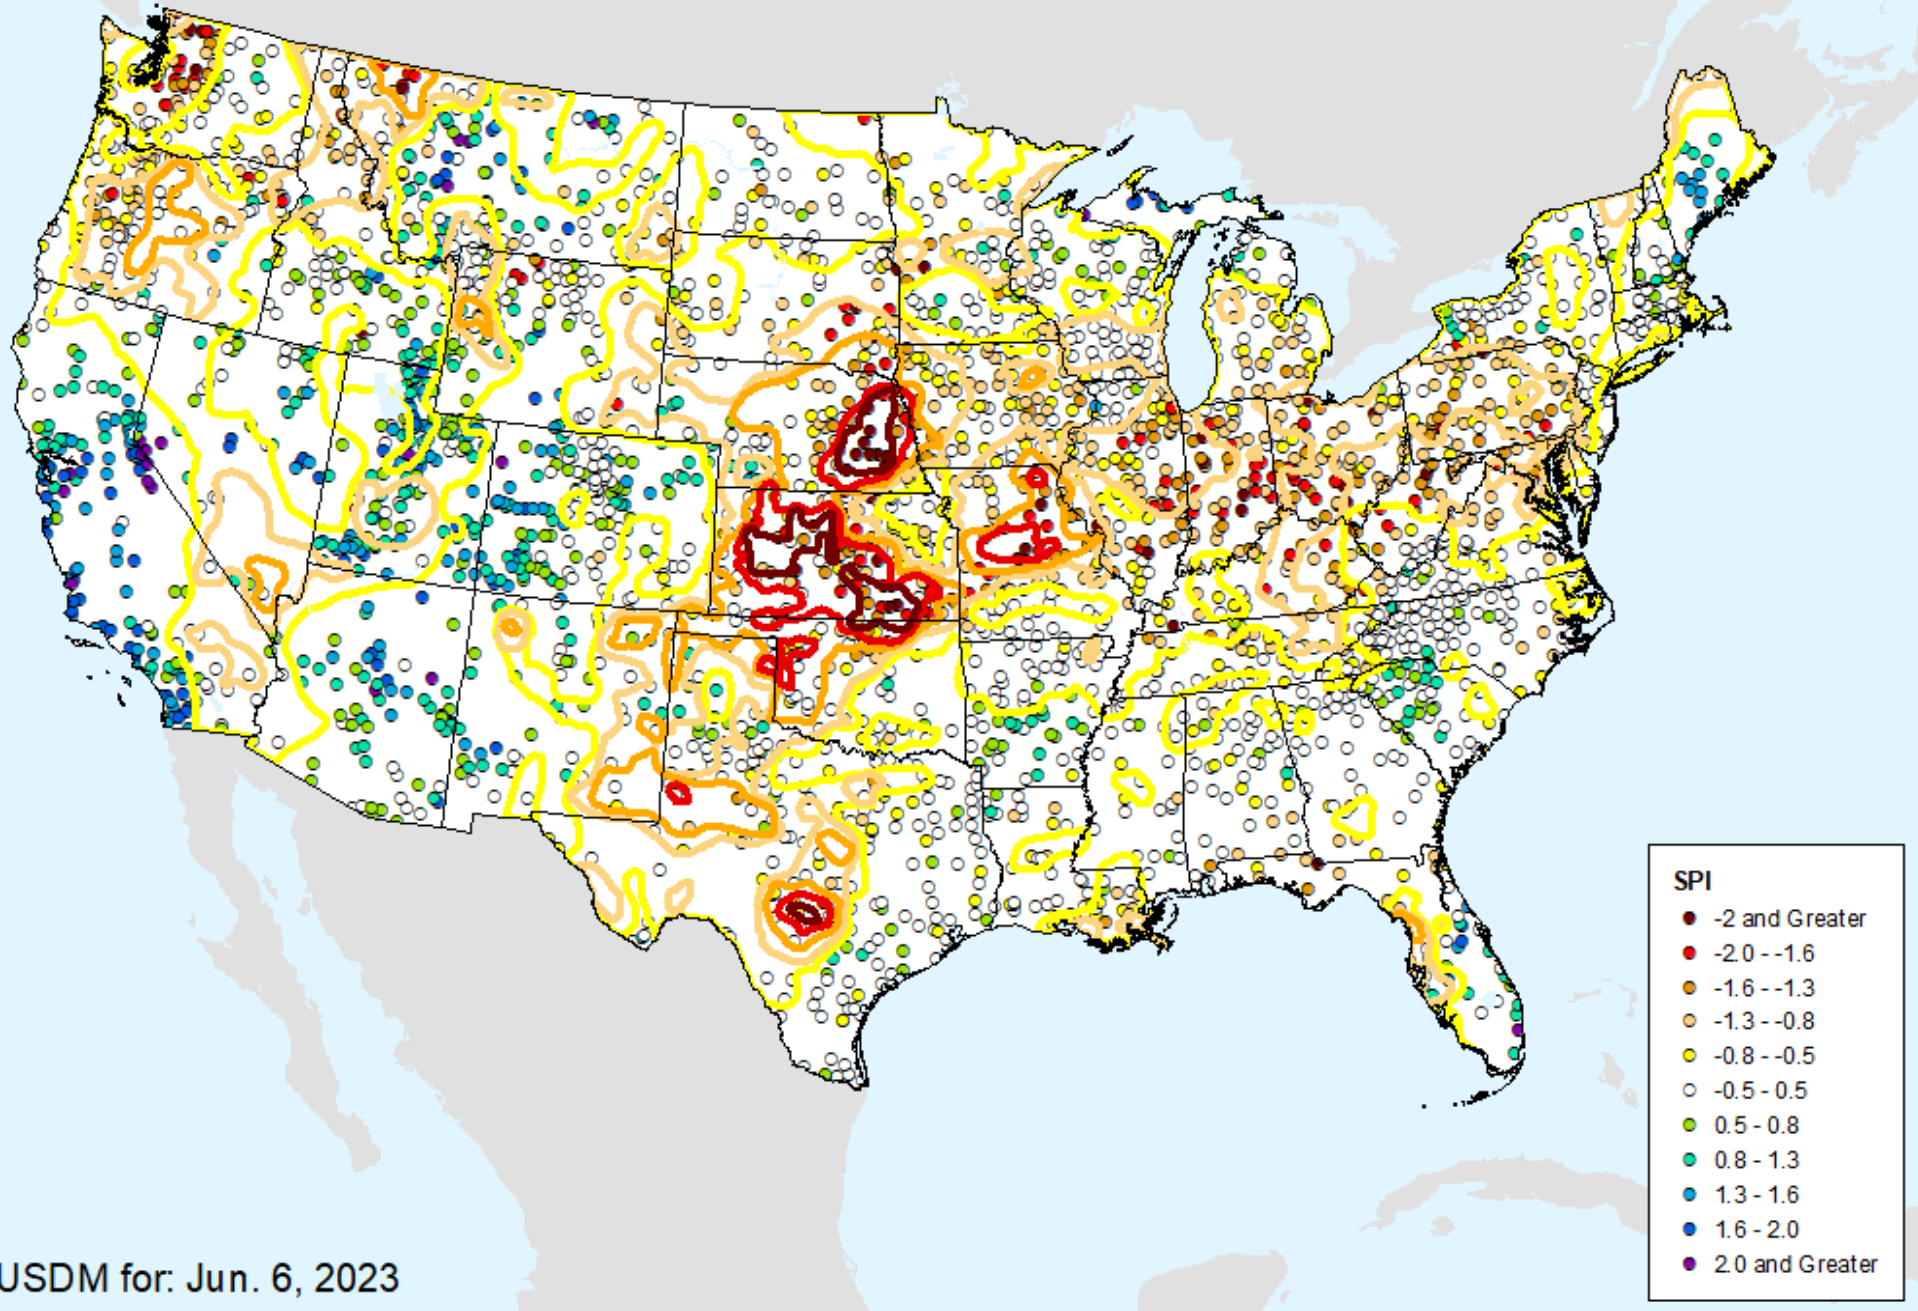 SPI
-2 and Greater
-2.0 - -1.6
-1.6 - -1.3
-1.3 - -0.8
-0.8 - -0.5
-0.5 - 0.5
0.5 - 0.8
0.8 - 1.3
1.3 - 1.6
1.6 - 2.0
2.0 and Greater
USDM for: Jun. 6, 2023